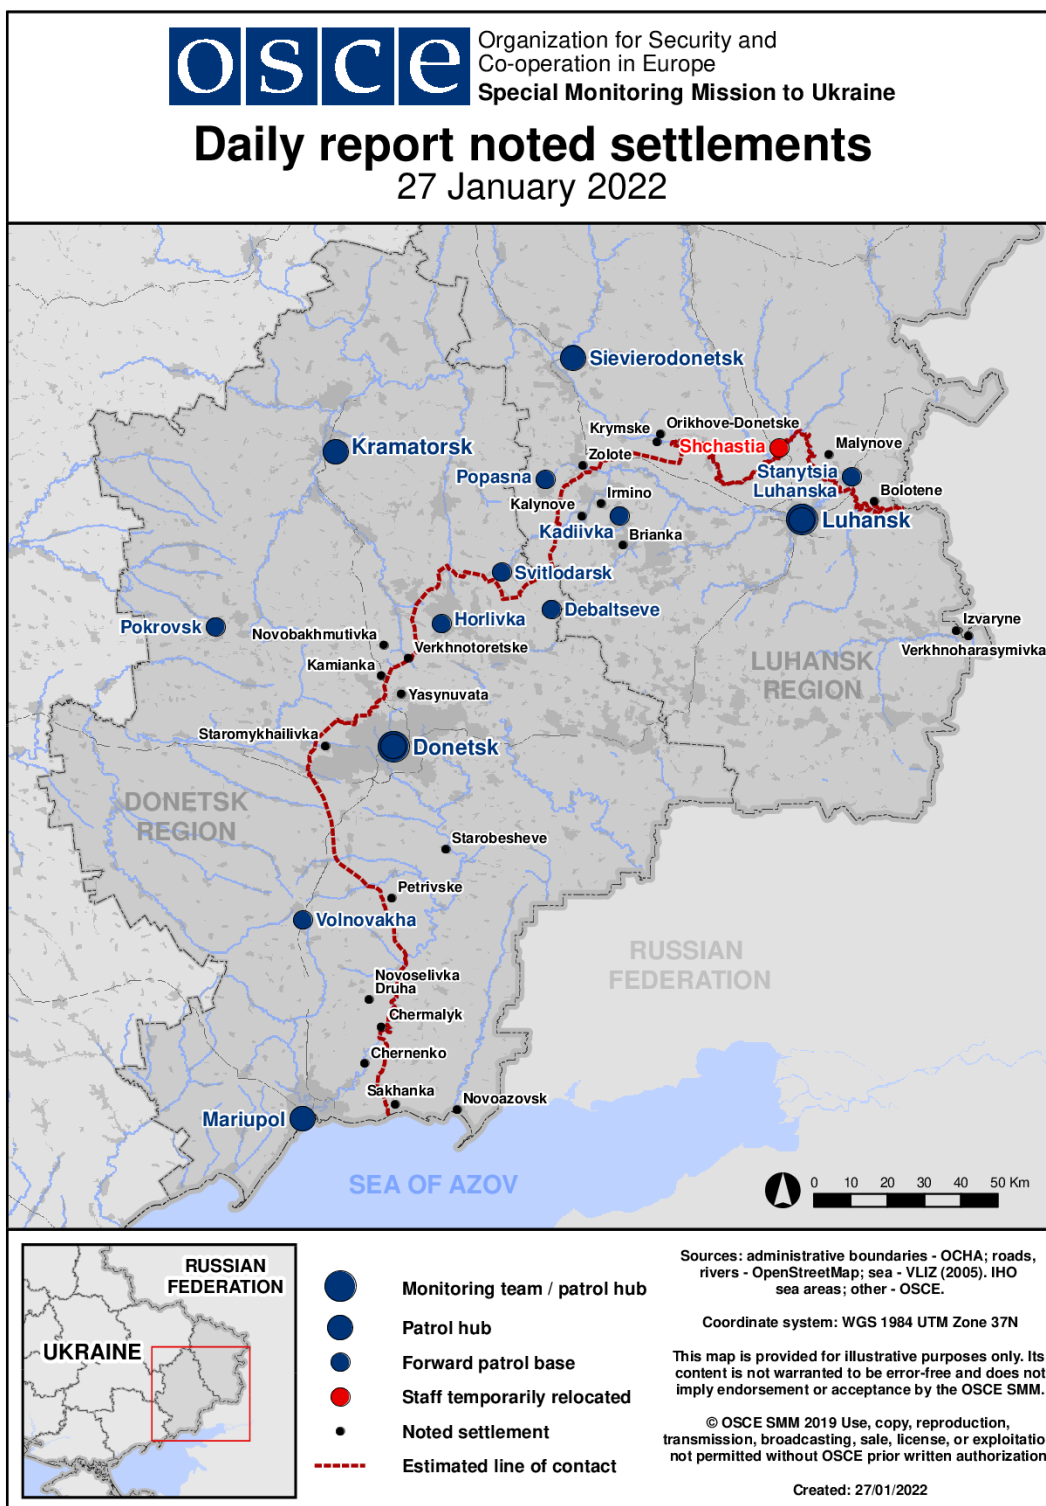 osce
Organization for Security and
Co-operation in Europe
Special Monitoring Mission to Ukraine
Daily report noted settlements
27 January 2022
Sievierodonetsk
Orikhove-Donetske
Krymske
Shchastia
Malynove
Kramatorsk
Zolote
Popasna
Stanytsia
Luhanska
Irmino
Bolotene
Kalynove
Kadiivka
Luhansk
Brianka
Svitlodarsk
Debaltseve
Horlivka
Pokrovsk
Novobakhmutivka
Izvaryne
Verkhnotoretske
Verkhnoharasymivka
Kamianka
LUHANSK
REGION
Yasynuvata
Staromykhailivka
Donetsk
DONETSK
REGION
Starobesheve
Petrivske
Volnovakha
RUSSIAN
FEDERATION
Novoselivka
Druha
Chermalyk
Chernenko
Sakhanka
Novoazovsk
Mariupol
SEA OF AZOV
0 10 20 30 40 50 Km
RUSSIAN
FEDERATION
UKRAINE
Monitoring team / patrol hub
Patrol hub
Forward patrol base
Staff temporarily relocated
Noted settlement
Estimated line of contact
Sources: administrative boundaries - OCHA; roads,
rivers - OpenStreetMap; sea - VLIZ (2005). IHO
sea areas; other - OSCE.
Coordinate system: WGS 1984 UTM Zone 37N
This map is provided for illustrative purposes only. Its
content is not warranted to be error-free and does not
imply endorsement or acceptance by the OSCE SMM.
© OSCE SMM 2019 Use, copy, reproduction,
transmission, broadcasting, sale, license, or exploitatio
not permitted without OSCE prior written authorization
Created: 27/01/2022